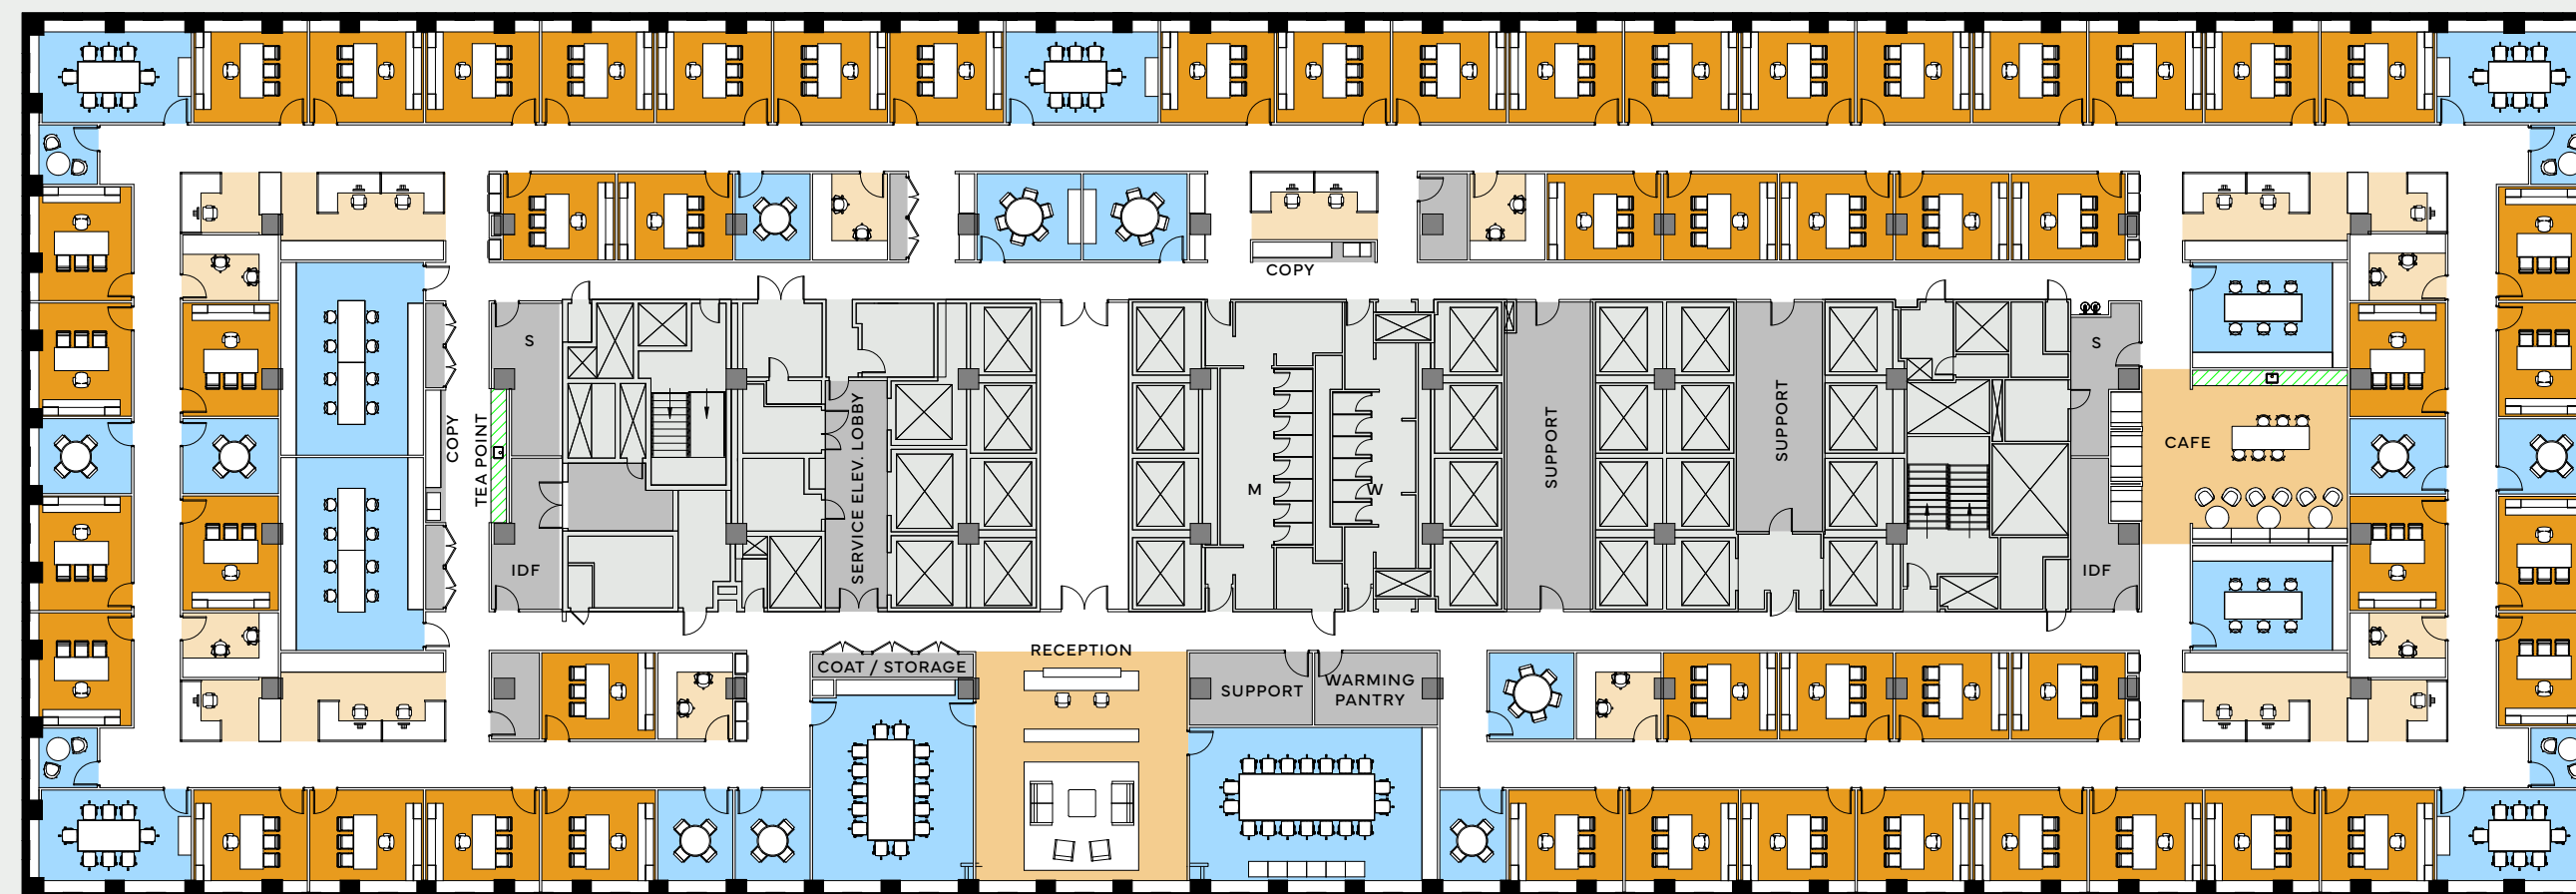 COPY
S
S
COPY
TEA POINT
SERVICE ELEV. LOBBY
M
W
SUPPORT
SUPPORT
CAFE
IDF
IDF
RECEPTION
COAT / STORAGE
SUPPORT
WARMING
PANTRY